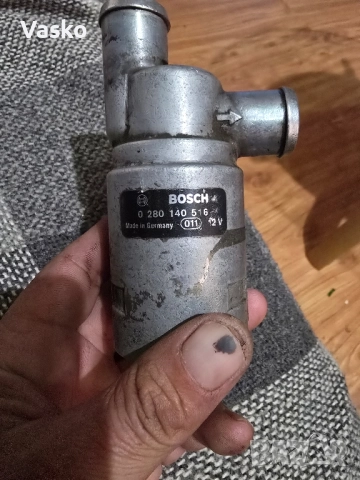 Vasko
BOSCH
0 280 140 516
Made in Germany 011 12 V